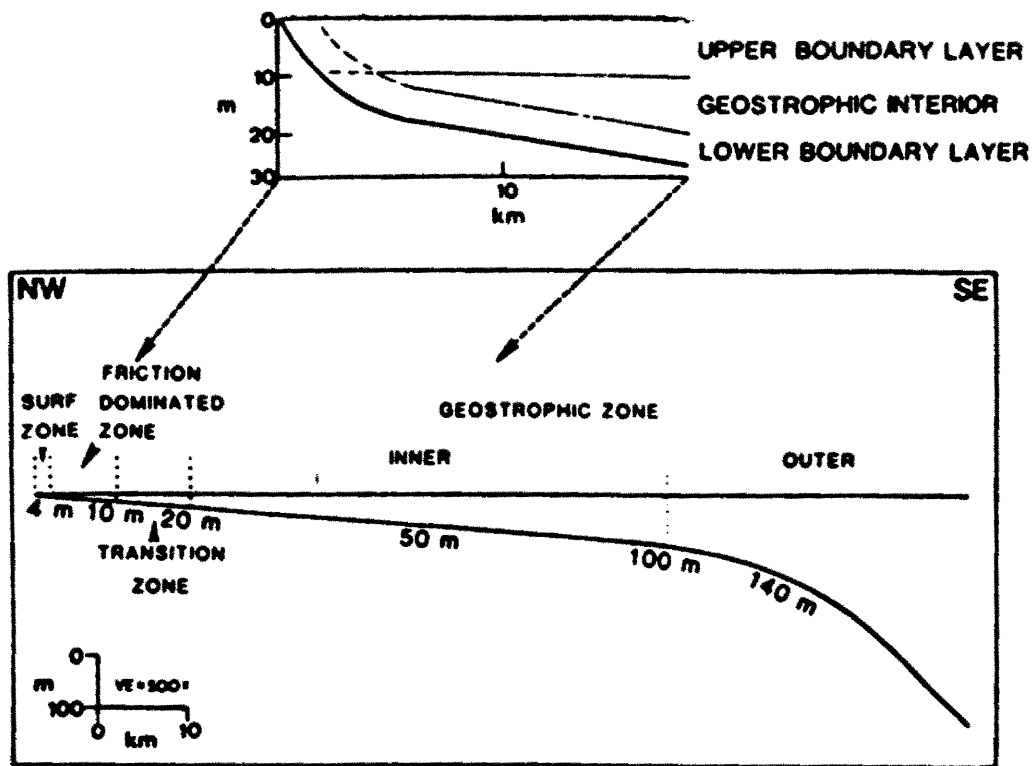 0
UPPER BOUNDARY LAYER
10
m
GEOSTROPHIC INTERIOR
20
LOWER BOUNDARY LAYER
30
10
km
NW
SE
FRICTION
SURF DOMINATED
ZONE ZONE
GEOSTROPHIC ZONE
INNER
OUTER
4 m 10 m 20 m
50 m
100 m
140 m
TRANSITION
ZONE
0
m
VE=500x
100
0 10
km